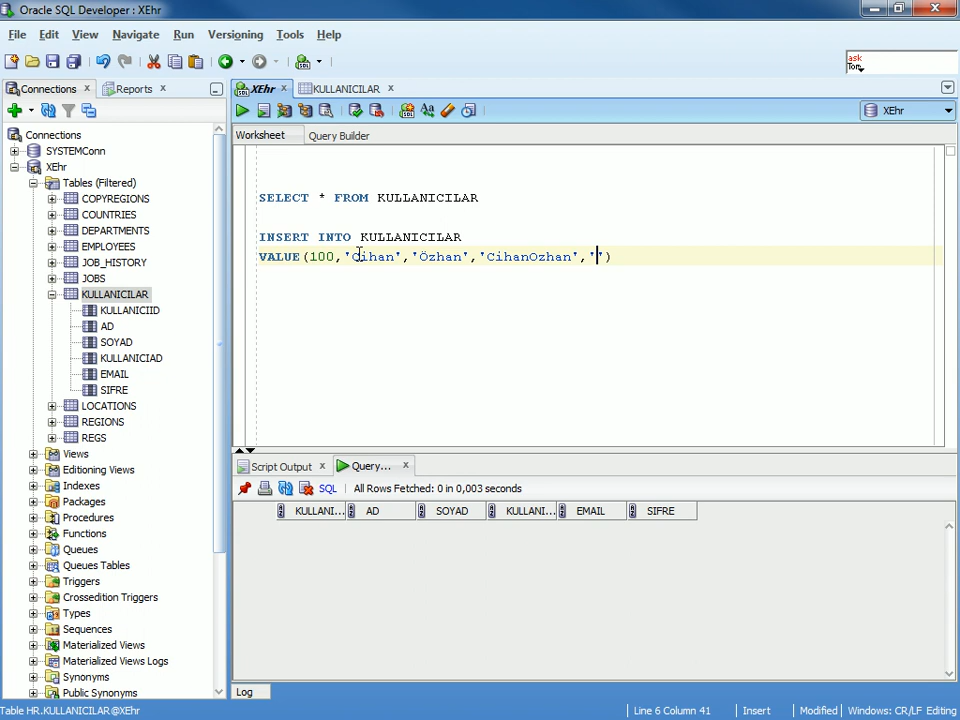 Oracle SQL Developer : XEhr
File Edit View Navigate Run Versioning Tools Help
ask
Tom
Connections Reports
XEhr KULLANICILAR
XEhr
Worksheet Query Builder
Connections
SYSTEMConn
XEhr
Tables (Filtered)
COPYREGIONS
COUNTRIES
DEPARTMENTS
EMPLOYEES
JOB_HISTORY
JOBS
KULLANICILAR
KULLANICIID
AD
SOYAD
KULLANICIAD
EMAIL
SIFRE
LOCATIONS
REGIONS
REGS
Views
Editioning Views
Indexes
Packages
Procedures
Functions
Queues
Queues Tables
Triggers
Crossedition Triggers
Types
Sequences
Materialized Views
Materialized Views Logs
Synonyms
Public Synonyms
SELECT * FROM KULLANICILAR
INSERT INTO KULLANICILAR
VALUE(100,'Cihan','Özhan','CihanOzhan','')
Script Output Query...
SQL All Rows Fetched: 0 in 0,003 seconds
KULLANI... AD SOYAD KULLANI... EMAIL SIFRE
Log
Table HR.KULLANICILAR@XEhr Line 6 Column 41 Insert Modified Windows: CR/LF Editing